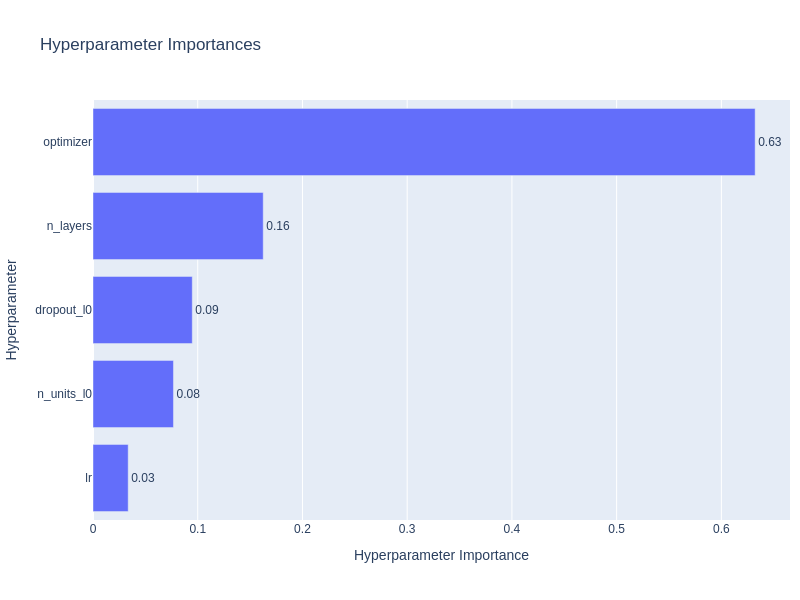 Hyperparameter Importances
optimizer 0.63
n_layers 0.16
dropout_l0 0.09
n_units_l0 0.08
lr 0.03
0 0.1 0.2 0.3 0.4 0.5 0.6
Hyperparameter Importance
Hyperparameter